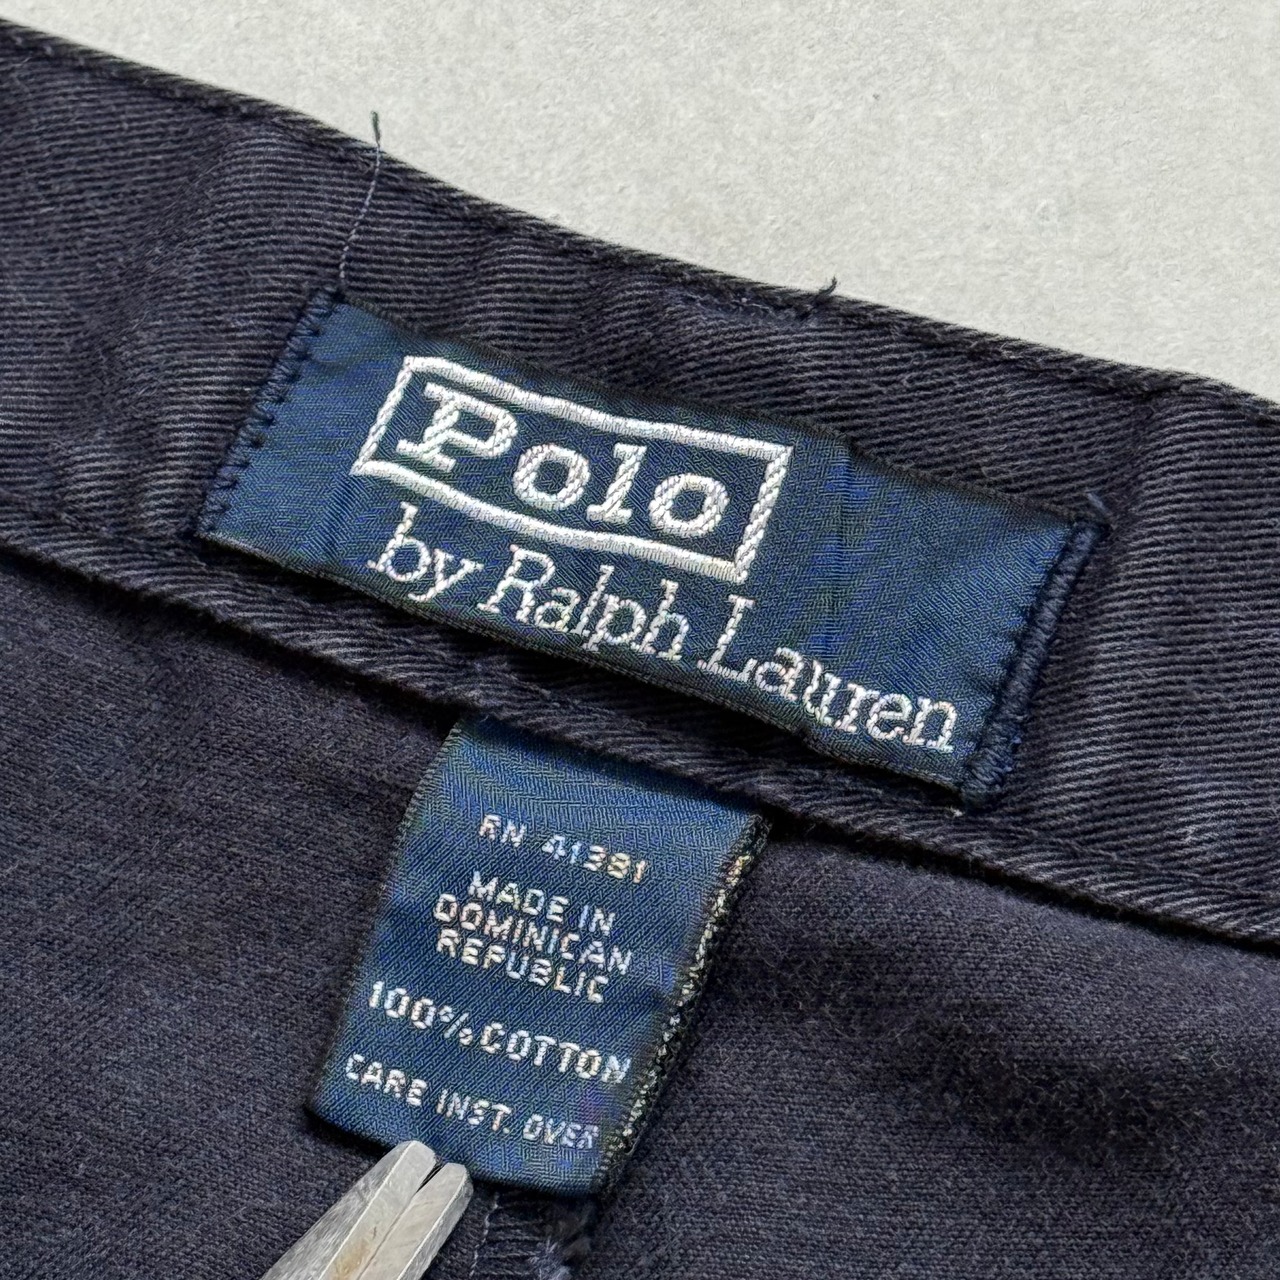 Polo
by Ralph Lauren
RN 41381
MADE IN
DOMINICAN
REPUBLIC
100% COTTON
CARE INST. OVER